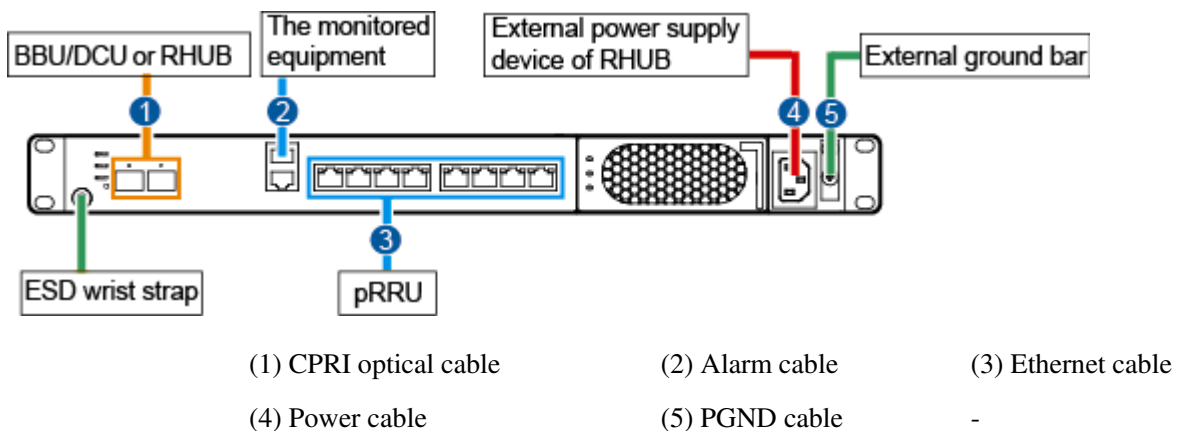 The monitored
equipment
External power supply
device of RHUB
BBU/DCU or RHUB
External ground bar
1
2
4
5
3
ESD wrist strap
pRRU
(1) CPRI optical cable
(2) Alarm cable
(3) Ethernet cable
(4) Power cable
(5) PGND cable
-